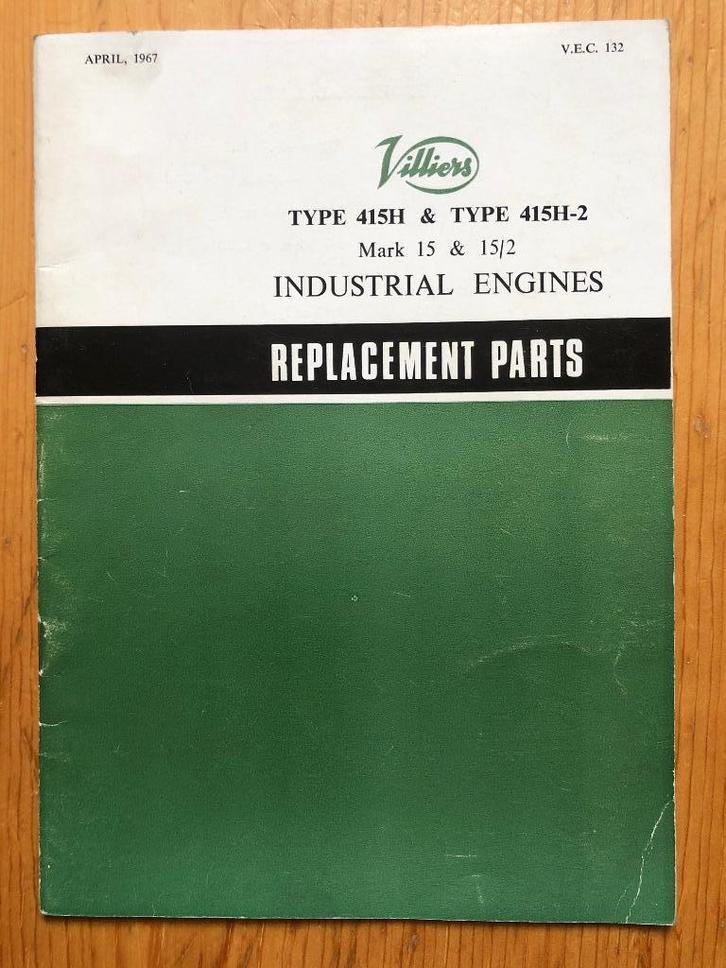 APRIL, 1967
V.E.C. 132
Villiers
TYPE 415H & TYPE 415H-2
Mark 15 & 15/2
INDUSTRIAL ENGINES
REPLACEMENT PARTS